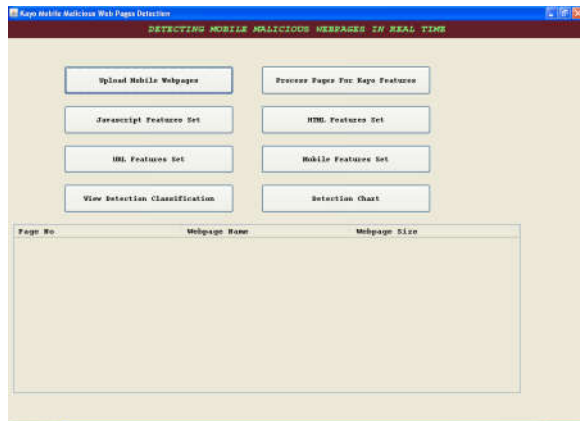 Kayo Mobile Malicious Web Pages Detection
DETECTING MOBILE MALICIOUS WEBPAGES IN REAL TIME
Upload Mobile Webpages
Process Pages For Kayo Features
Javascript Features Set
HTML Features Set
URL Features Set
Mobile Features Set
View Detection Classification
Detection Chart
Page No Webpage Name Webpage Size